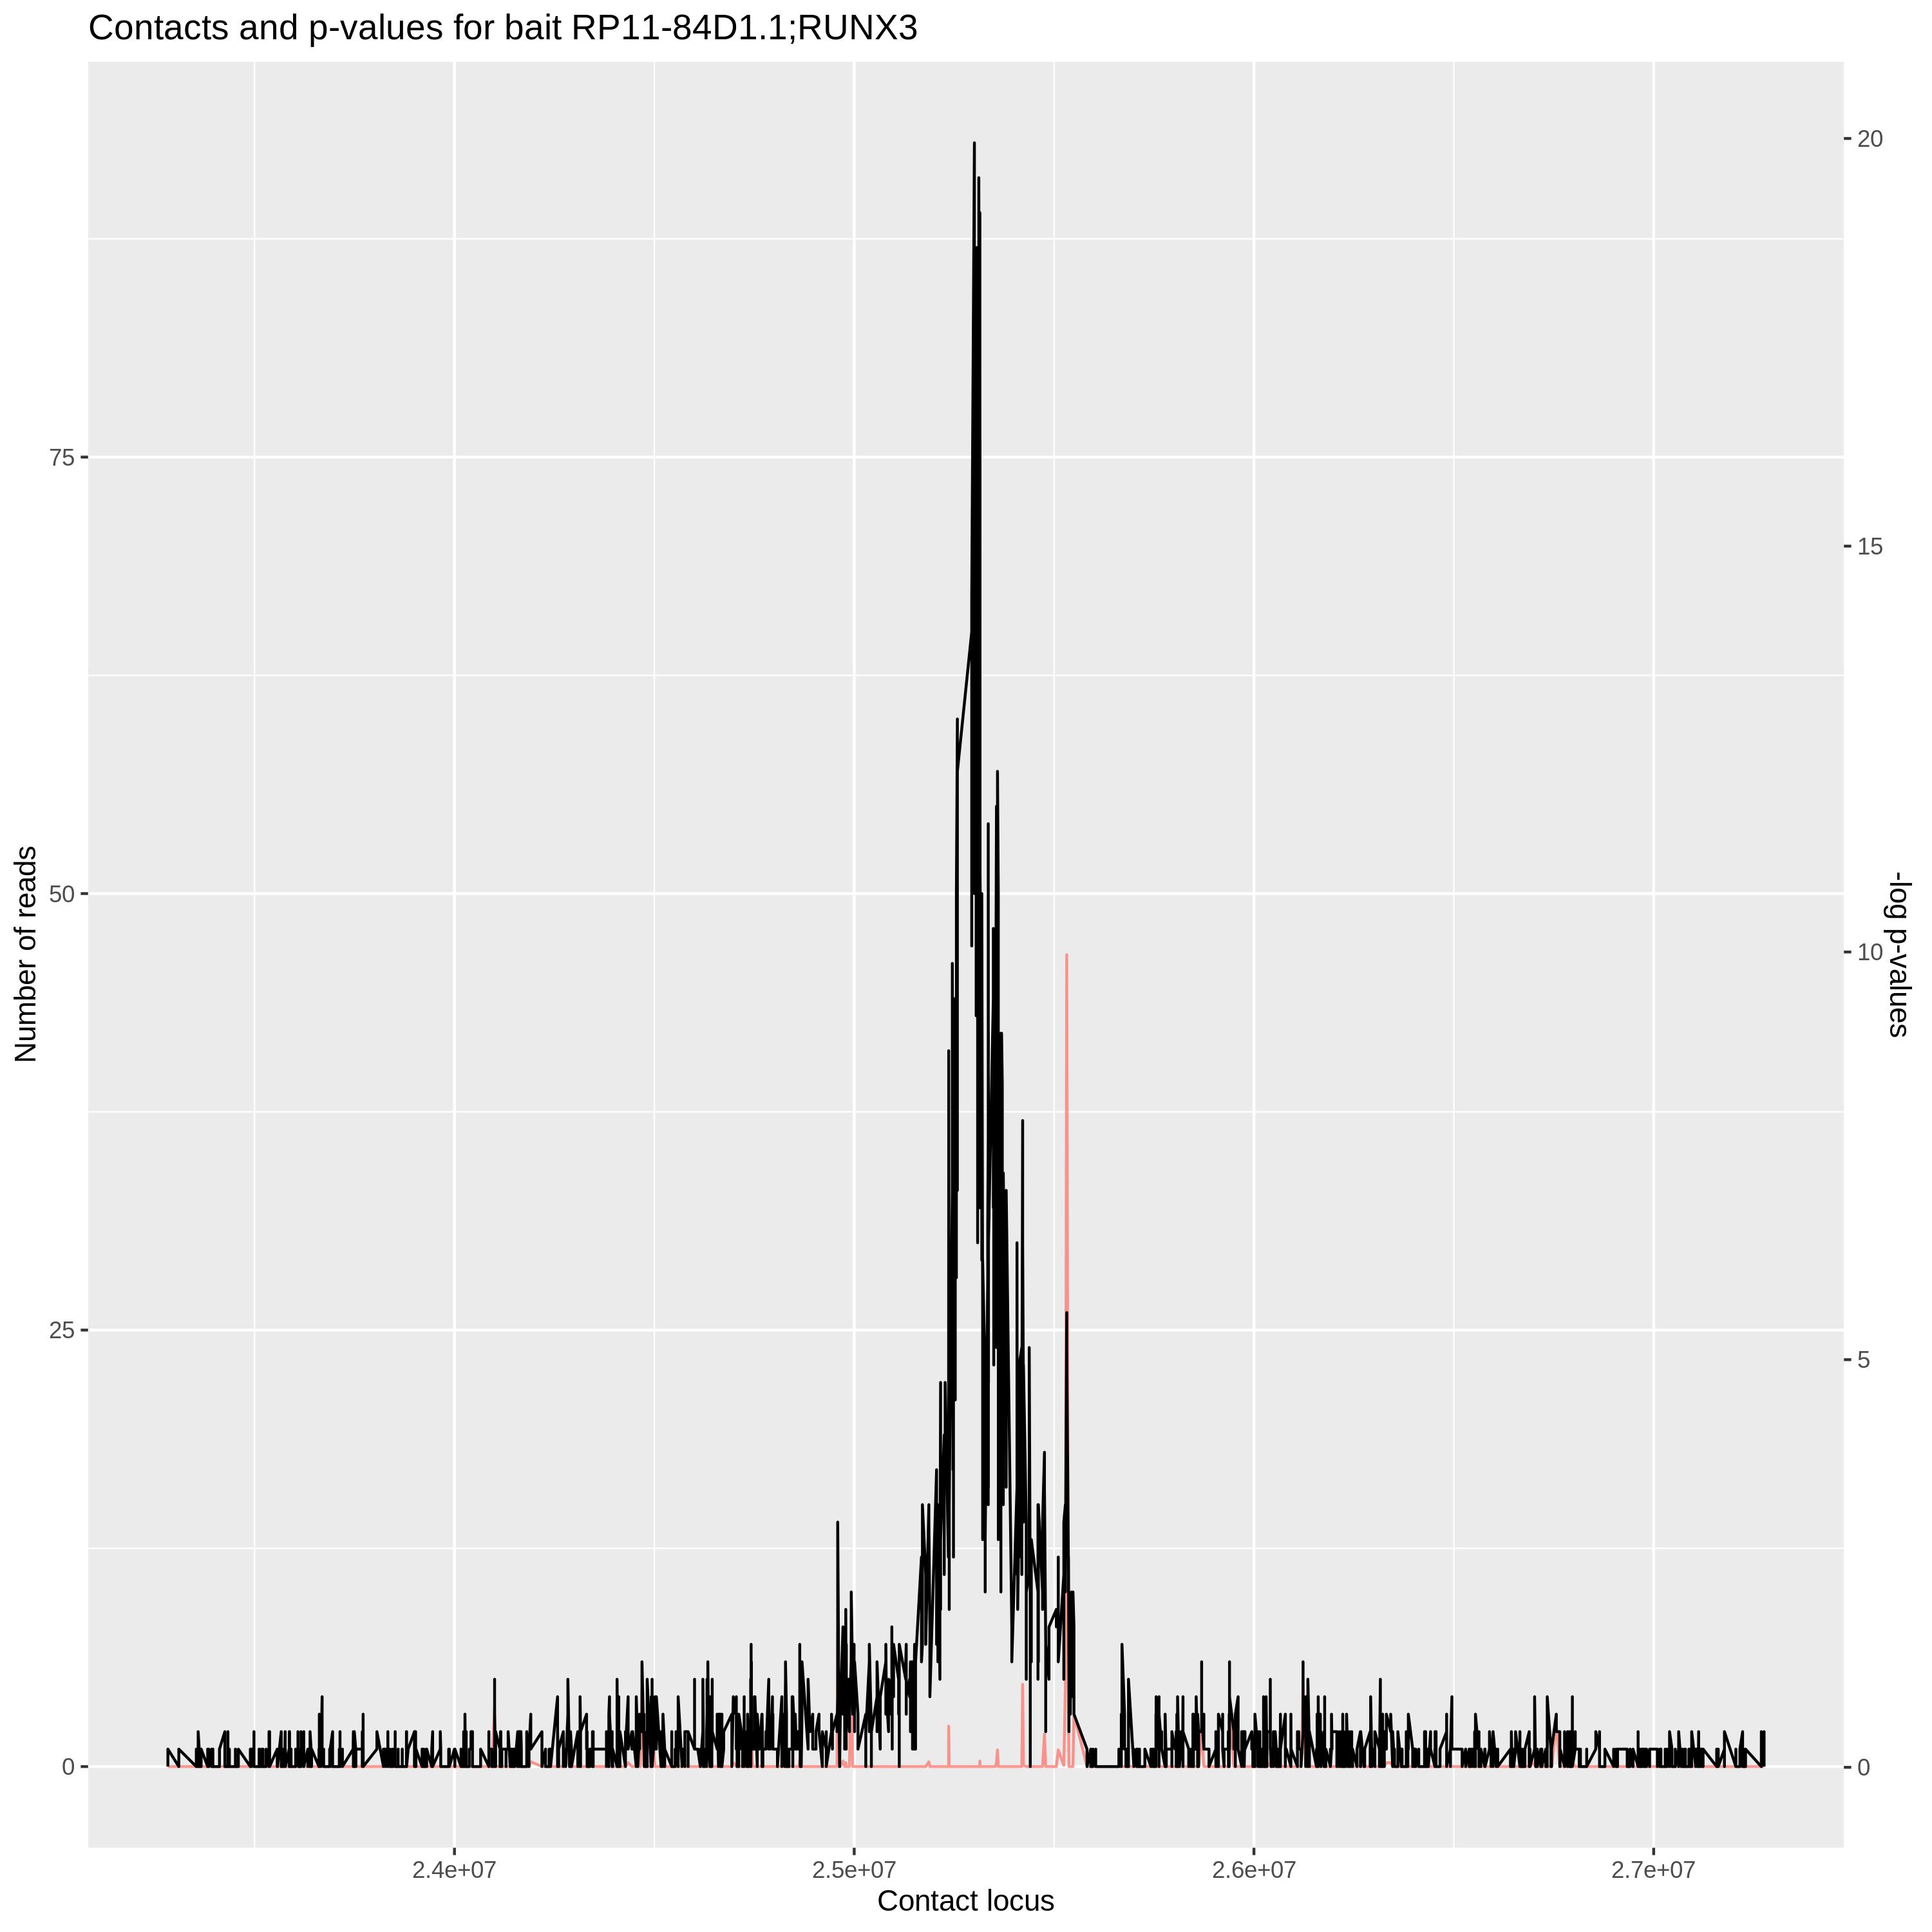 Contacts and p-values for bait RP11-84D1.1;RUNX3
20
75
15
50
10
25
5
0
0
Number of reads
-log p-values
2.4e+07 2.5e+07 2.6e+07 2.7e+07
Contact locus